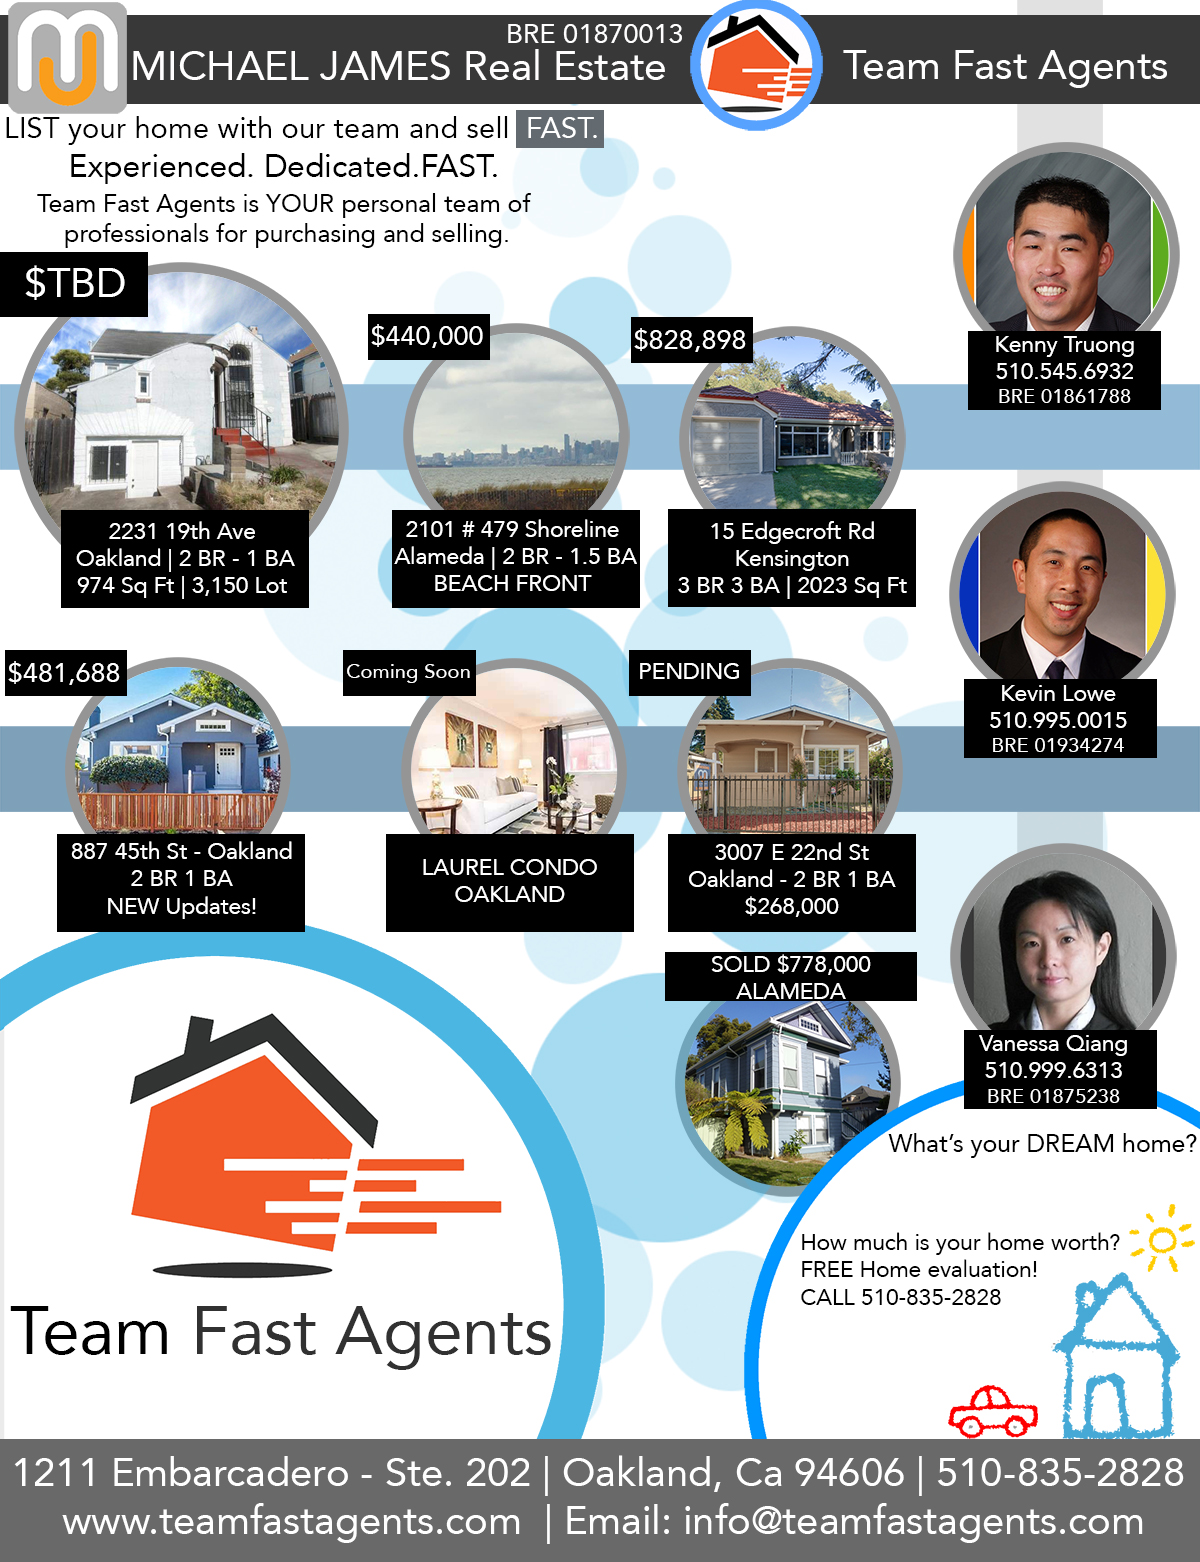 BRE 01870013
MICHAEL JAMES Real Estate
Team Fast Agents
LIST your home with our team and sell FAST.
Experienced. Dedicated.FAST.
Team Fast Agents is YOUR personal team of
professionals for purchasing and selling.
$TBD
2231 19th Ave
Oakland | 2 BR - 1 BA
974 Sq Ft | 3,150 Lot
$440,000
2101 # 479 Shoreline
Alameda | 2 BR - 1.5 BA
BEACH FRONT
$828,898
15 Edgecroft Rd
Kensington
3 BR 3 BA | 2023 Sq Ft
Kenny Truong
510.545.6932
BRE 01861788
Kevin Lowe
510.995.0015
BRE 01934274
$481,688
887 45th St - Oakland
2 BR 1 BA
NEW Updates!
Coming Soon
LAUREL CONDO
OAKLAND
PENDING
3007 E 22nd St
Oakland - 2 BR 1 BA
$268,000
SOLD $778,000
ALAMEDA
Vanessa Qiang
510.999.6313
BRE 01875238
What's your DREAM home?
How much is your home worth?
FREE Home evaluation!
CALL 510-835-2828
Team Fast Agents
1211 Embarcadero - Ste. 202 | Oakland, Ca 94606 | 510-835-2828
www.teamfastagents.com | Email: info@teamfastagents.com